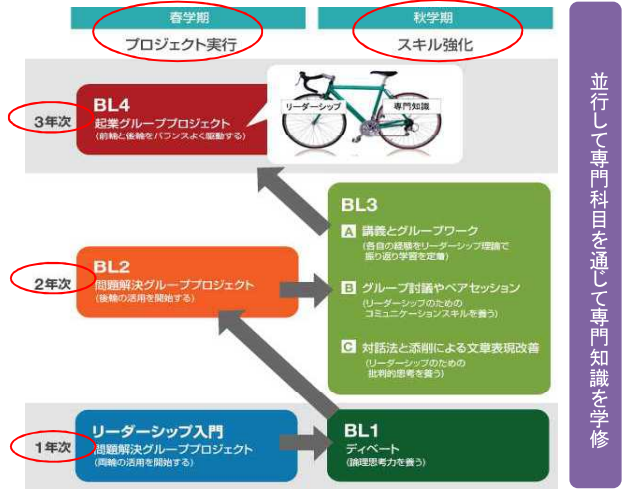 春学期
プロジェクト実行
秋学期
スキル強化
3年次
BL4
起業グループプロジェクト
(前輪と後輪をバランスよく駆動する)
リーダーシップ
専門知識
2年次
BL2
問題解決グループプロジェクト
(後輪の活用を開始する)
BL3
A 講義とグループワーク
(各自の経験をリーダーシップ理論で
振り返り学習を定着)
B グループ討議やペアセッション
(リーダーシップのための
コミュニケーションスキルを養う)
C 対話法と添削による文章表現改善
(リーダーシップのための
批判的思考を養う)
1年次
リーダーシップ入門
問題解決グループプロジェクト
(両輪の活用を開始する)
BL1
ディベート
(論理思考力を養う)
並行して専門科目を通じて専門知識を学修